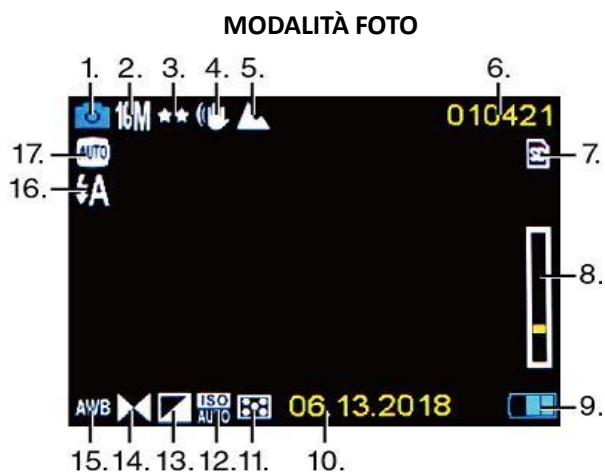 MODALITÀ FOTO
1. 2. 3. 4. 5. 6.
16M 010421
17. AUTO SD 7.
16. A
8.
AWB ISO AUTO 06.13.2018 9.
15. 14. 13. 12. 11. 10.